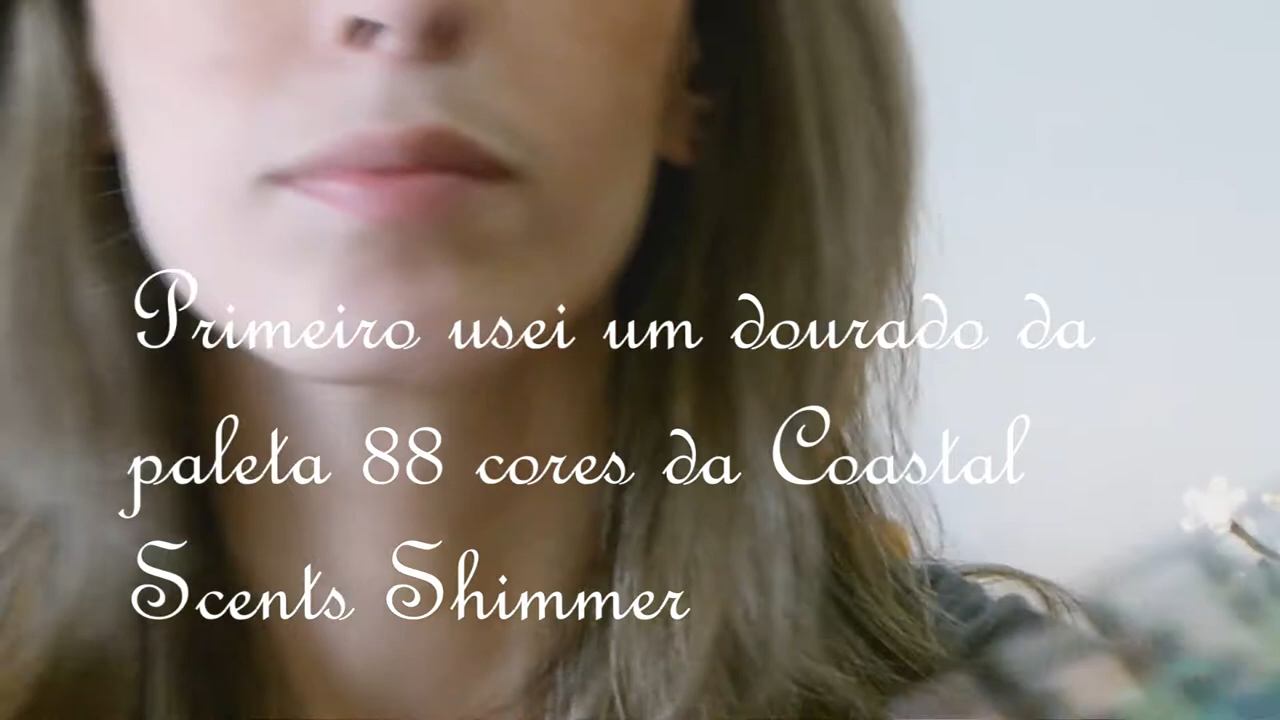 Primeiro usei um dourado da
paleta 88 cores da Coastal
Scents Shimmer